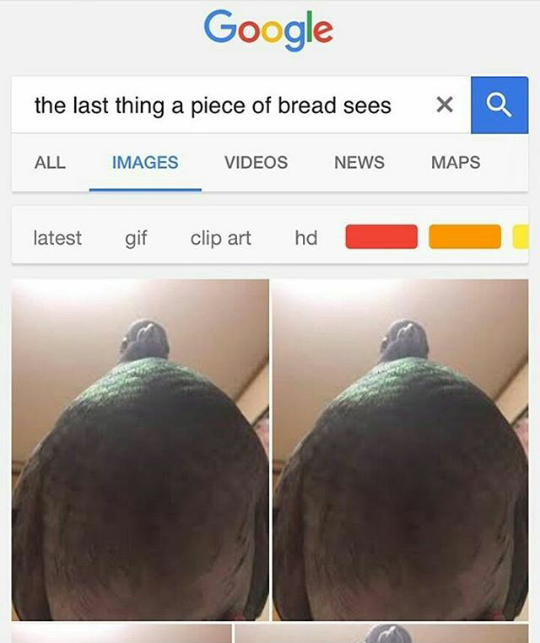 Google
the last thing a piece of bread sees
ALL IMAGES VIDEOS NEWS MAPS
latest gif clip art hd